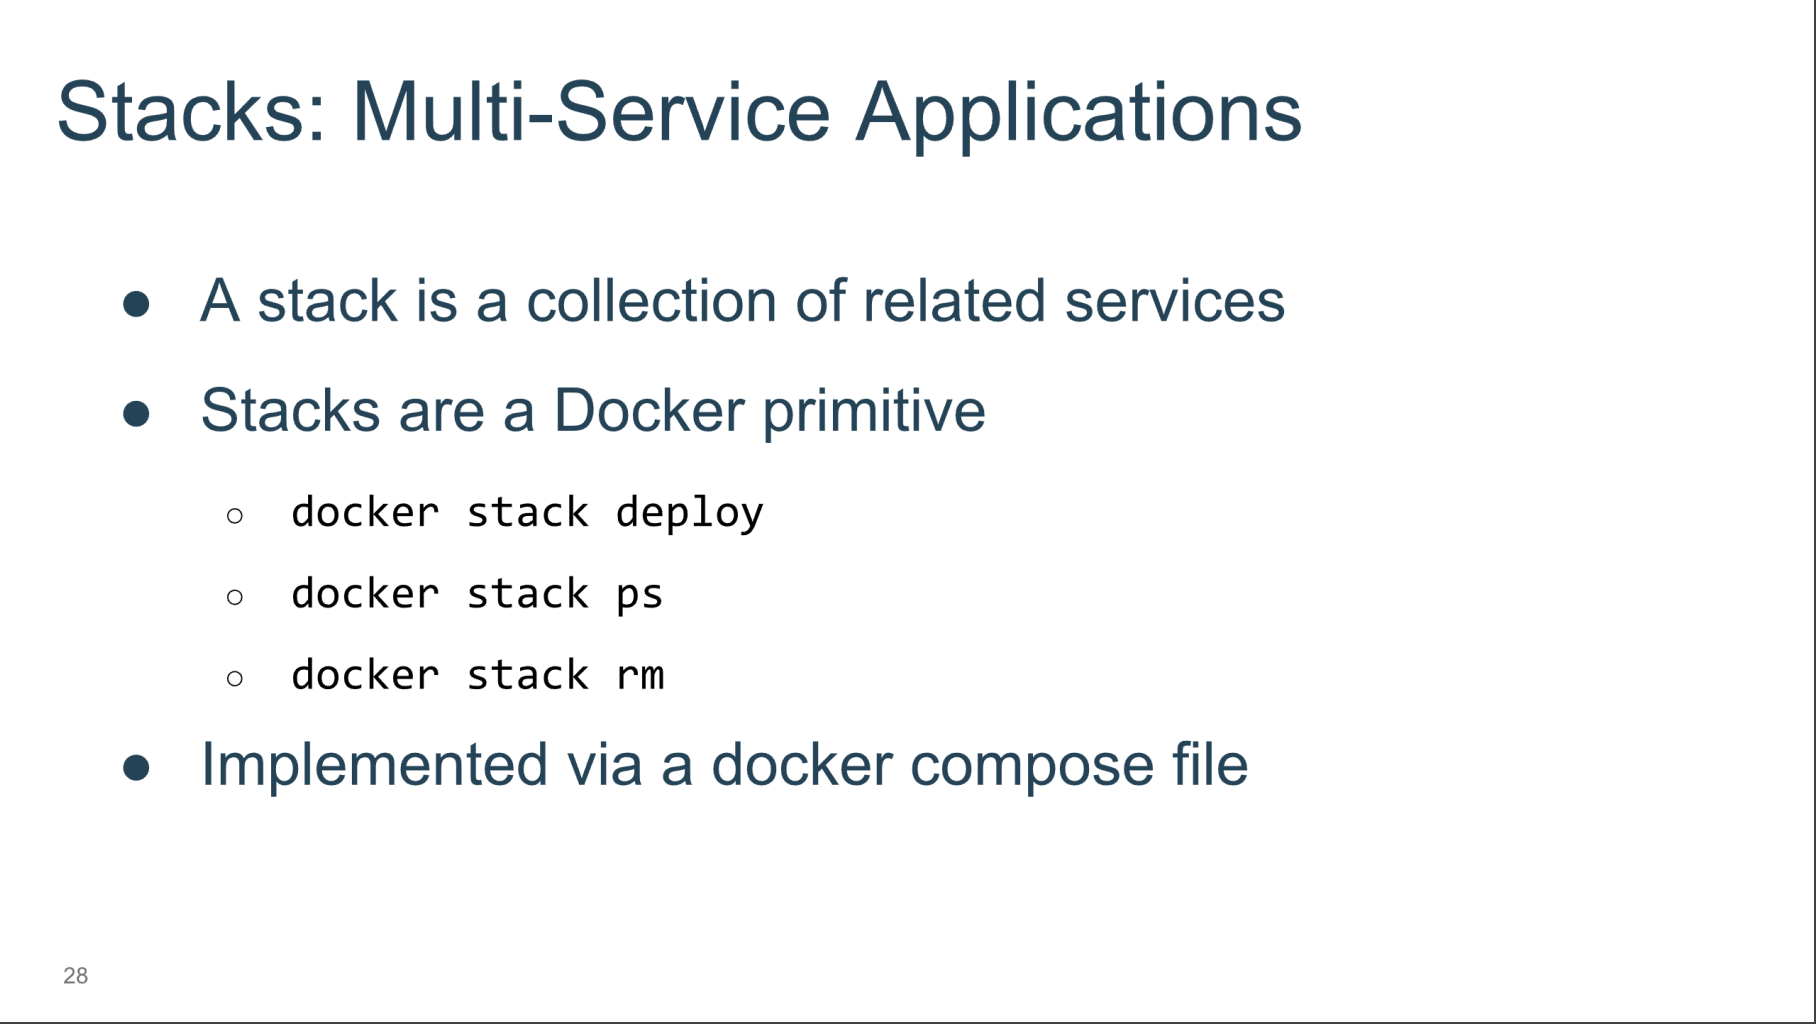 Stacks: Multi-Service Applications
● A stack is a collection of related services
● Stacks are a Docker primitive
○ docker stack deploy
○ docker stack ps
○ docker stack rm
● Implemented via a docker compose file
28